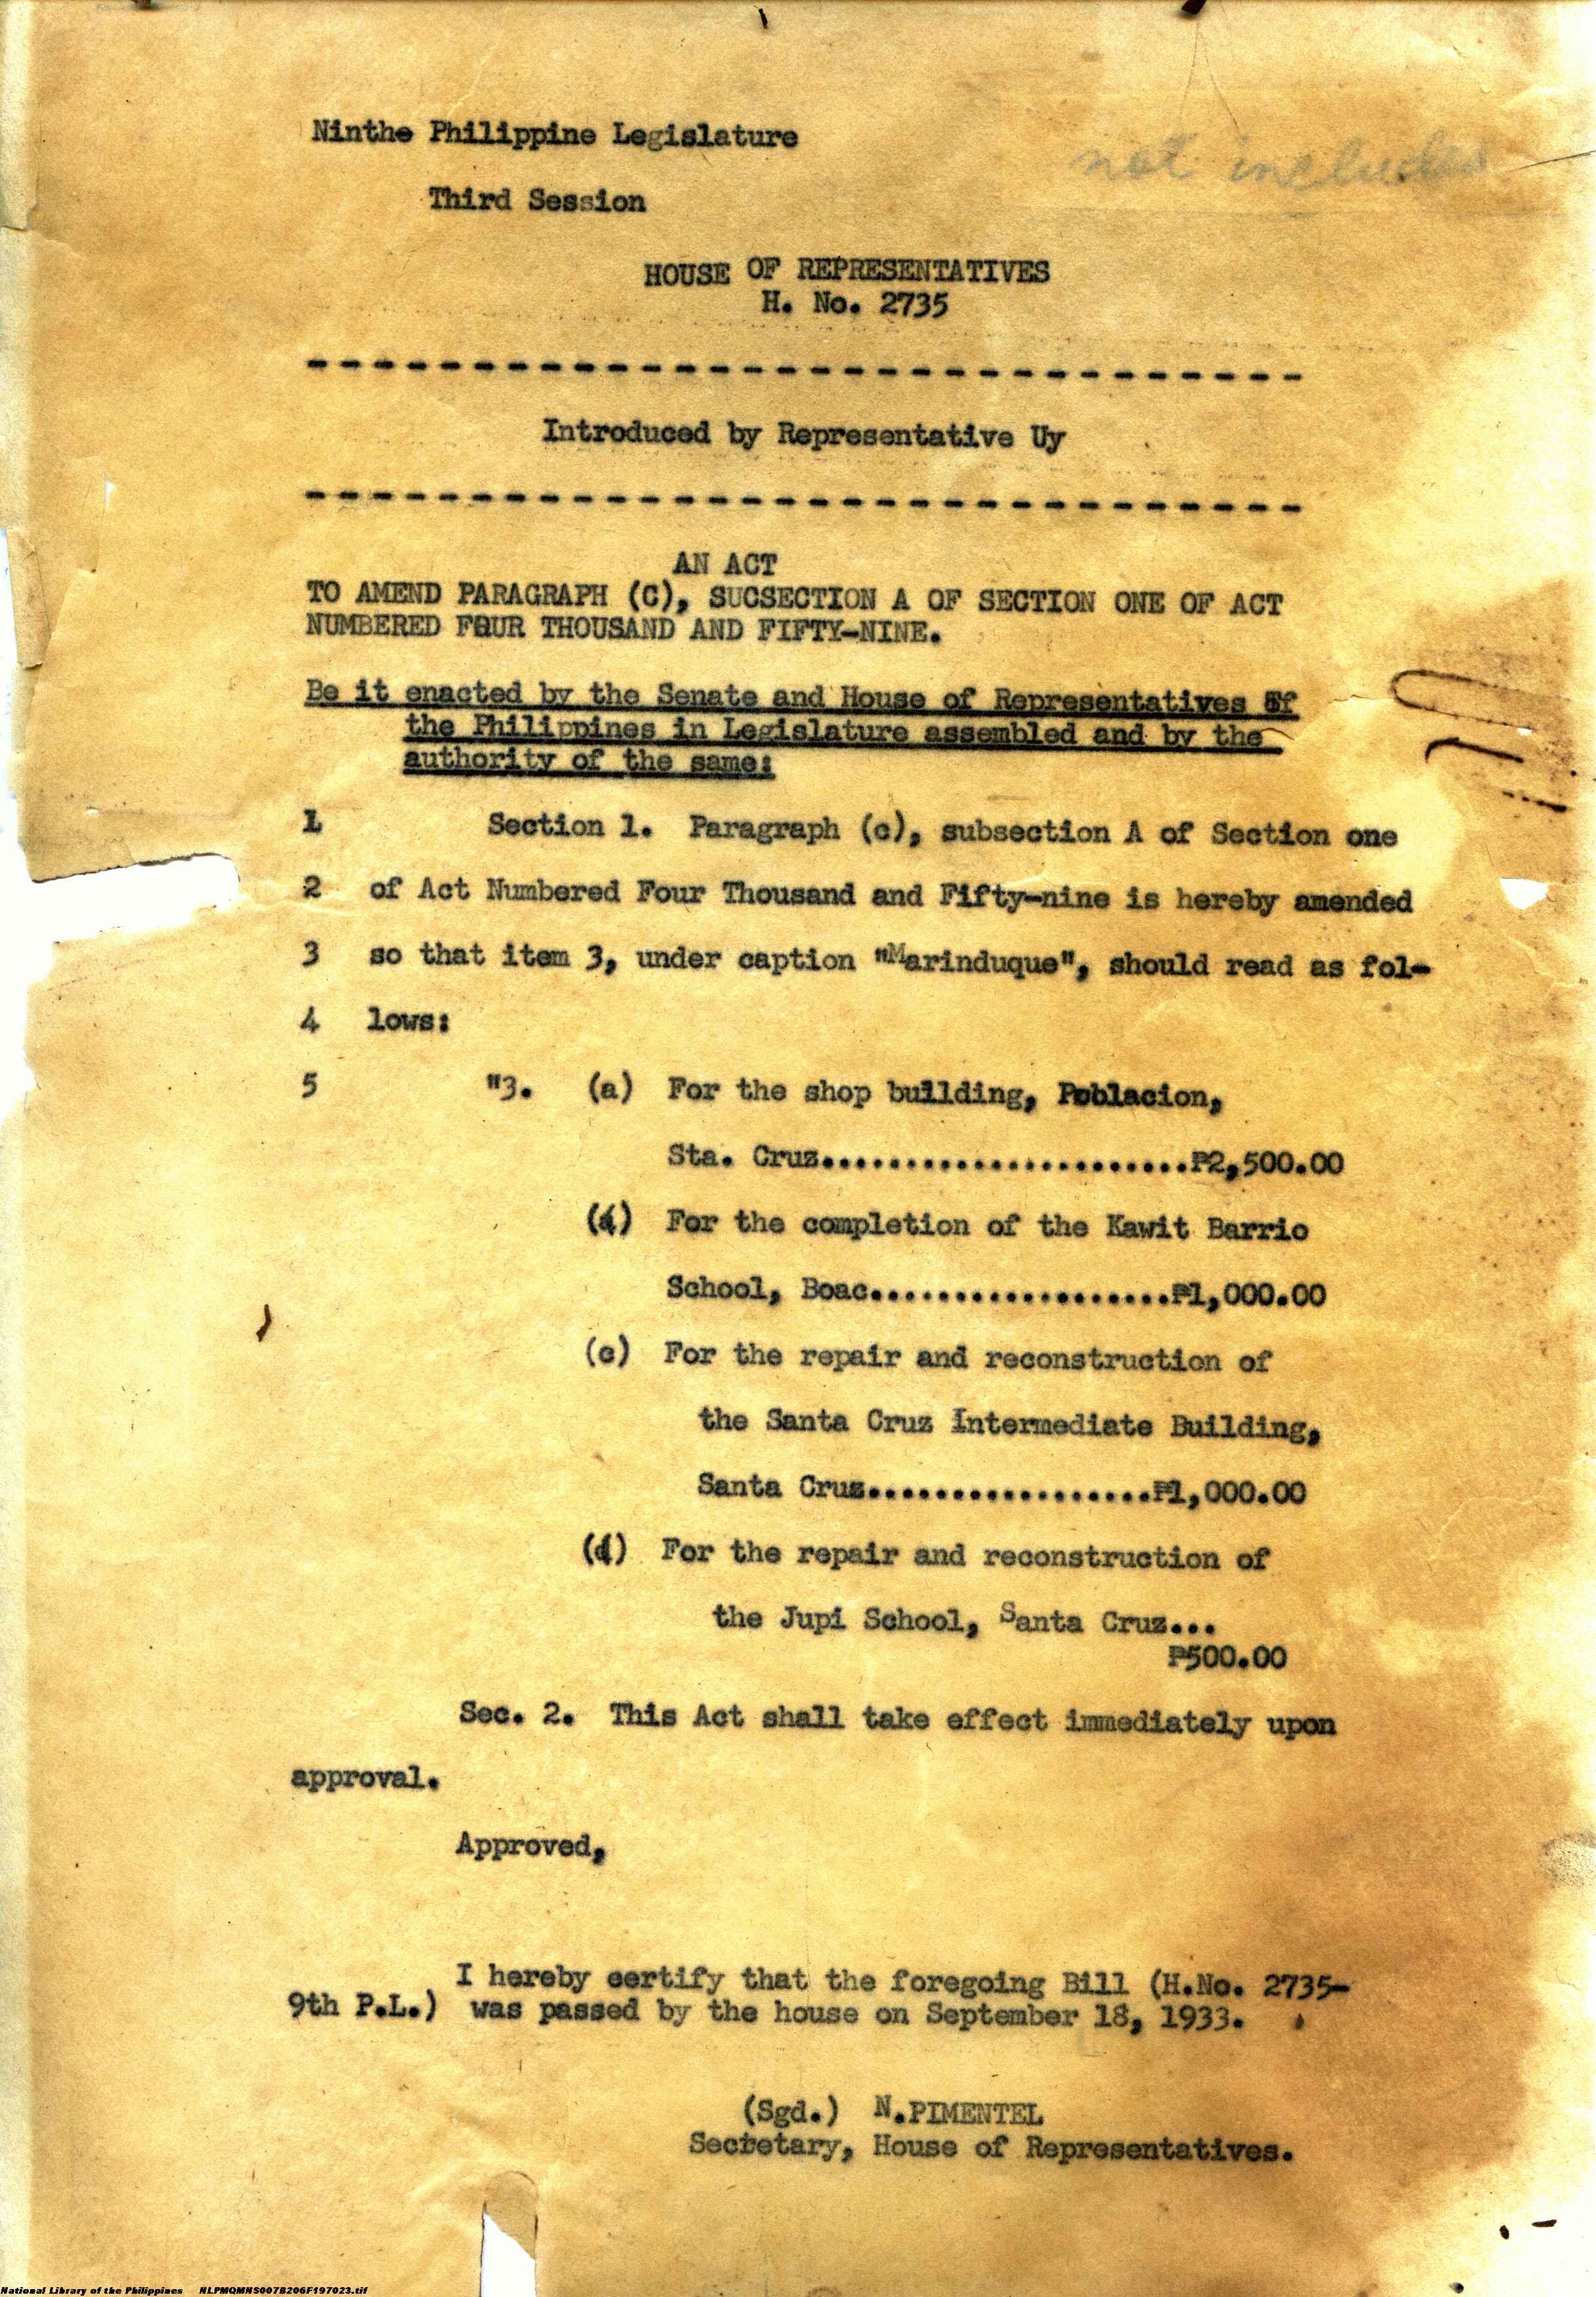 not included
Ninthe Philippine Legislature
Third Session
HOUSE OF REPRESENTATIVES
H. No. 2735
Introduced by Representative Uy
AN ACT
TO AMEND PARAGRAPH (C), SUCSECTION A OF SECTION ONE OF ACT
NUMBERED FOUR THOUSAND AND FIFTY-NINE.
Be it enacted by the Senate and House of Representatives of
the Philippines in Legislature assembled and by the
authority of the same:
1 Section 1. Paragraph (c), subsection A of Section one
2 of Act Numbered Four Thousand and Fifty-nine is hereby amended
3 so that item 3, under caption "Marinduque", should read as fol-
4 lows:
5 "3. (a) For the shop building, Poblacion,
Sta. Cruz......................₱2,500.00
(d) For the completion of the Kawit Barrio
School, Boac..................₱1,000.00
(c) For the repair and reconstruction of
the Santa Cruz Intermediate Building,
Santa Cruz.................₱1,000.00
(d) For the repair and reconstruction of
the Jupi School, Santa Cruz...
₱500.00
Sec. 2. This Act shall take effect immediately upon
approval.
Approved,
I hereby certify that the foregoing Bill (H.No. 2735-
9th P.L.) was passed by the house on September 18, 1933.
(Sgd.) N.PIMENTEL
Secretary, House of Representatives.
National Library of the Philippines NLPMQMNS007B206F197023.tif